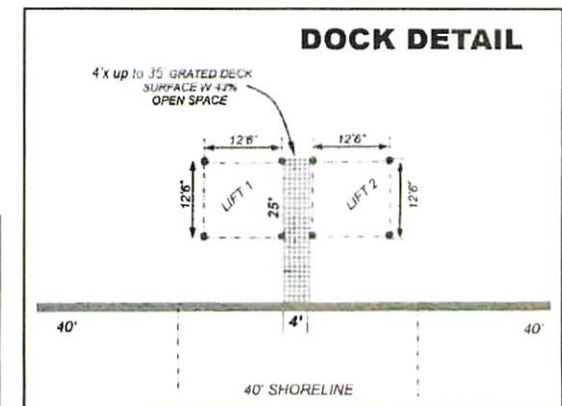 DOCK DETAIL
4'x up to 35' GRATED DECK
SURFACE W 43%
OPEN SPACE
12'6" 12'6"
12'6" LIFT 1 25' LIFT 2 12'6"
40' 4' 40'
40' SHORELINE